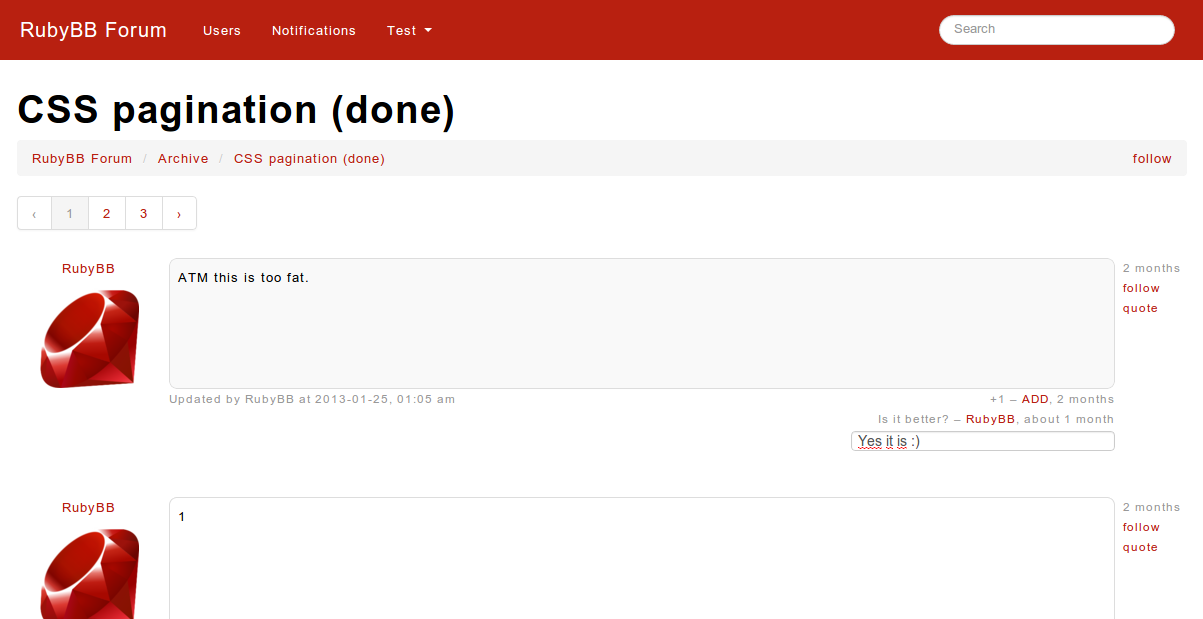 RubyBB Forum Users Notifications Test Search
CSS pagination (done)
RubyBB Forum / Archive / CSS pagination (done) follow
‹ 1 2 3 ›
RubyBB
ATM this is too fat.
2 months
follow
quote
Updated by RubyBB at 2013-01-25, 01:05 am
+1 – ADD, 2 months
Is it better? – RubyBB, about 1 month
Yes it is :)
RubyBB
1
2 months
follow
quote